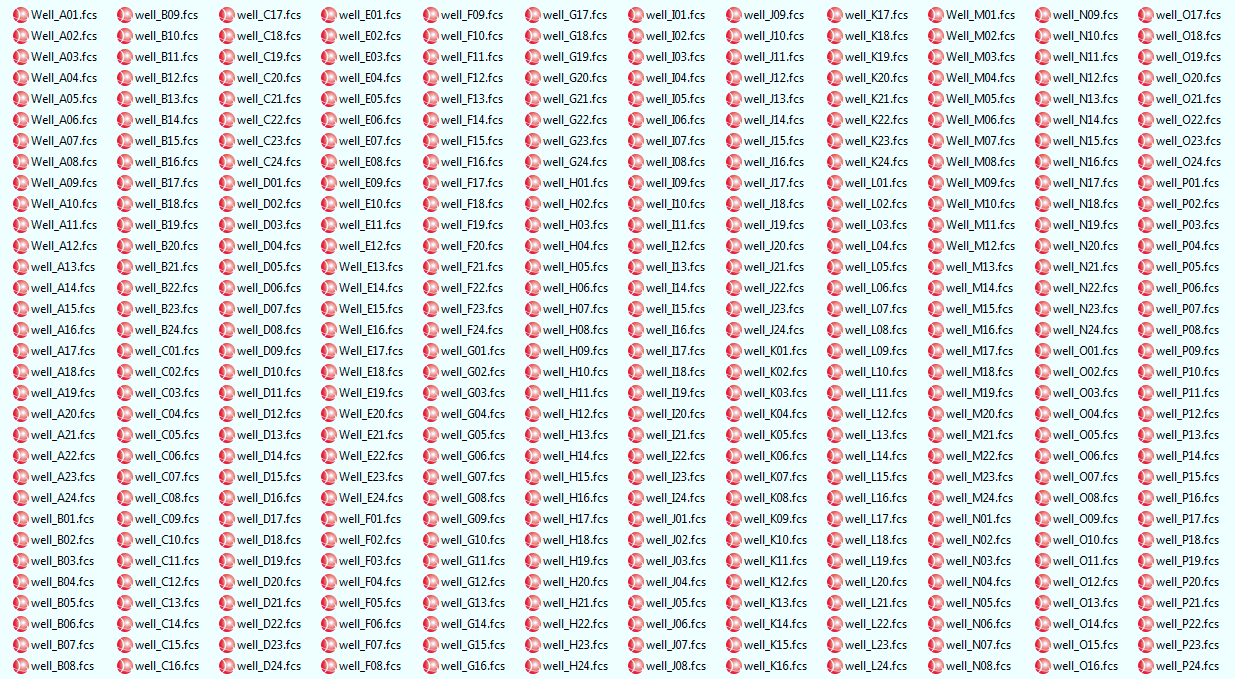 Well_A01.fcs
Well_A02.fcs
Well_A03.fcs
Well_A04.fcs
Well_A05.fcs
Well_A06.fcs
Well_A07.fcs
Well_A08.fcs
Well_A09.fcs
Well_A10.fcs
Well_A11.fcs
Well_A12.fcs
well_A13.fcs
well_A14.fcs
well_A15.fcs
well_A16.fcs
well_A17.fcs
well_A18.fcs
well_A19.fcs
well_A20.fcs
well_A21.fcs
well_A22.fcs
well_A23.fcs
well_A24.fcs
well_B01.fcs
well_B02.fcs
well_B03.fcs
well_B04.fcs
well_B05.fcs
well_B06.fcs
well_B07.fcs
well_B08.fcs
well_B09.fcs
well_B10.fcs
well_B11.fcs
well_B12.fcs
well_B13.fcs
well_B14.fcs
well_B15.fcs
well_B16.fcs
well_B17.fcs
well_B18.fcs
well_B19.fcs
well_B20.fcs
well_B21.fcs
well_B22.fcs
well_B23.fcs
well_B24.fcs
well_C01.fcs
well_C02.fcs
well_C03.fcs
well_C04.fcs
well_C05.fcs
well_C06.fcs
well_C07.fcs
well_C08.fcs
well_C09.fcs
well_C10.fcs
well_C11.fcs
well_C12.fcs
well_C13.fcs
well_C14.fcs
well_C15.fcs
well_C16.fcs
well_C17.fcs
well_C18.fcs
well_C19.fcs
well_C20.fcs
well_C21.fcs
well_C22.fcs
well_C23.fcs
well_C24.fcs
well_D01.fcs
well_D02.fcs
well_D03.fcs
well_D04.fcs
well_D05.fcs
well_D06.fcs
well_D07.fcs
well_D08.fcs
well_D09.fcs
well_D10.fcs
well_D11.fcs
well_D12.fcs
well_D13.fcs
well_D14.fcs
well_D15.fcs
well_D16.fcs
well_D17.fcs
well_D18.fcs
well_D19.fcs
well_D20.fcs
well_D21.fcs
well_D22.fcs
well_D23.fcs
well_D24.fcs
well_E01.fcs
well_E02.fcs
well_E03.fcs
well_E04.fcs
well_E05.fcs
well_E06.fcs
well_E07.fcs
well_E08.fcs
well_E09.fcs
well_E10.fcs
well_E11.fcs
well_E12.fcs
Well_E13.fcs
Well_E14.fcs
Well_E15.fcs
Well_E16.fcs
Well_E17.fcs
Well_E18.fcs
Well_E19.fcs
Well_E20.fcs
Well_E21.fcs
Well_E22.fcs
Well_E23.fcs
Well_E24.fcs
well_F01.fcs
well_F02.fcs
well_F03.fcs
well_F04.fcs
well_F05.fcs
well_F06.fcs
well_F07.fcs
well_F08.fcs
well_F09.fcs
well_F10.fcs
well_F11.fcs
well_F12.fcs
well_F13.fcs
well_F14.fcs
well_F15.fcs
well_F16.fcs
well_F17.fcs
well_F18.fcs
well_F19.fcs
well_F20.fcs
well_F21.fcs
well_F22.fcs
well_F23.fcs
well_F24.fcs
well_G01.fcs
well_G02.fcs
well_G03.fcs
well_G04.fcs
well_G05.fcs
well_G06.fcs
well_G07.fcs
well_G08.fcs
well_G09.fcs
well_G10.fcs
well_G11.fcs
well_G12.fcs
well_G13.fcs
well_G14.fcs
well_G15.fcs
well_G16.fcs
well_G17.fcs
well_G18.fcs
well_G19.fcs
well_G20.fcs
well_G21.fcs
well_G22.fcs
well_G23.fcs
well_G24.fcs
well_H01.fcs
well_H02.fcs
well_H03.fcs
well_H04.fcs
well_H05.fcs
well_H06.fcs
well_H07.fcs
well_H08.fcs
well_H09.fcs
well_H10.fcs
well_H11.fcs
well_H12.fcs
well_H13.fcs
well_H14.fcs
well_H15.fcs
well_H16.fcs
well_H17.fcs
well_H18.fcs
well_H19.fcs
well_H20.fcs
well_H21.fcs
well_H22.fcs
well_H23.fcs
well_H24.fcs
well_I01.fcs
well_I02.fcs
well_I03.fcs
well_I04.fcs
well_I05.fcs
well_I06.fcs
well_I07.fcs
well_I08.fcs
well_I09.fcs
well_I10.fcs
well_I11.fcs
well_I12.fcs
well_I13.fcs
well_I14.fcs
well_I15.fcs
well_I16.fcs
well_I17.fcs
well_I18.fcs
well_I19.fcs
well_I20.fcs
well_I21.fcs
well_I22.fcs
well_I23.fcs
well_I24.fcs
well_J01.fcs
well_J02.fcs
well_J03.fcs
well_J04.fcs
well_J05.fcs
well_J06.fcs
well_J07.fcs
well_J08.fcs
well_J09.fcs
well_J10.fcs
well_J11.fcs
well_J12.fcs
well_J13.fcs
well_J14.fcs
well_J15.fcs
well_J16.fcs
well_J17.fcs
well_J18.fcs
well_J19.fcs
well_J20.fcs
well_J21.fcs
well_J22.fcs
well_J23.fcs
well_J24.fcs
well_K01.fcs
well_K02.fcs
well_K03.fcs
well_K04.fcs
well_K05.fcs
well_K06.fcs
well_K07.fcs
well_K08.fcs
well_K09.fcs
well_K10.fcs
well_K11.fcs
well_K12.fcs
well_K13.fcs
well_K14.fcs
well_K15.fcs
well_K16.fcs
well_K17.fcs
well_K18.fcs
well_K19.fcs
well_K20.fcs
well_K21.fcs
well_K22.fcs
well_K23.fcs
well_K24.fcs
well_L01.fcs
well_L02.fcs
well_L03.fcs
well_L04.fcs
well_L05.fcs
well_L06.fcs
well_L07.fcs
well_L08.fcs
well_L09.fcs
well_L10.fcs
well_L11.fcs
well_L12.fcs
well_L13.fcs
well_L14.fcs
well_L15.fcs
well_L16.fcs
well_L17.fcs
well_L18.fcs
well_L19.fcs
well_L20.fcs
well_L21.fcs
well_L22.fcs
well_L23.fcs
well_L24.fcs
Well_M01.fcs
Well_M02.fcs
Well_M03.fcs
Well_M04.fcs
Well_M05.fcs
Well_M06.fcs
Well_M07.fcs
Well_M08.fcs
Well_M09.fcs
Well_M10.fcs
Well_M11.fcs
Well_M12.fcs
well_M13.fcs
well_M14.fcs
well_M15.fcs
well_M16.fcs
well_M17.fcs
well_M18.fcs
well_M19.fcs
well_M20.fcs
well_M21.fcs
well_M22.fcs
well_M23.fcs
well_M24.fcs
well_N01.fcs
well_N02.fcs
well_N03.fcs
well_N04.fcs
well_N05.fcs
well_N06.fcs
well_N07.fcs
well_N08.fcs
well_N09.fcs
well_N10.fcs
well_N11.fcs
well_N12.fcs
well_N13.fcs
well_N14.fcs
well_N15.fcs
well_N16.fcs
well_N17.fcs
well_N18.fcs
well_N19.fcs
well_N20.fcs
well_N21.fcs
well_N22.fcs
well_N23.fcs
well_N24.fcs
well_O01.fcs
well_O02.fcs
well_O03.fcs
well_O04.fcs
well_O05.fcs
well_O06.fcs
well_O07.fcs
well_O08.fcs
well_O09.fcs
well_O10.fcs
well_O11.fcs
well_O12.fcs
well_O13.fcs
well_O14.fcs
well_O15.fcs
well_O16.fcs
well_O17.fcs
well_O18.fcs
well_O19.fcs
well_O20.fcs
well_O21.fcs
well_O22.fcs
well_O23.fcs
well_O24.fcs
well_P01.fcs
well_P02.fcs
well_P03.fcs
well_P04.fcs
well_P05.fcs
well_P06.fcs
well_P07.fcs
well_P08.fcs
well_P09.fcs
well_P10.fcs
well_P11.fcs
well_P12.fcs
well_P13.fcs
well_P14.fcs
well_P15.fcs
well_P16.fcs
well_P17.fcs
well_P18.fcs
well_P19.fcs
well_P20.fcs
well_P21.fcs
well_P22.fcs
well_P23.fcs
well_P24.fcs